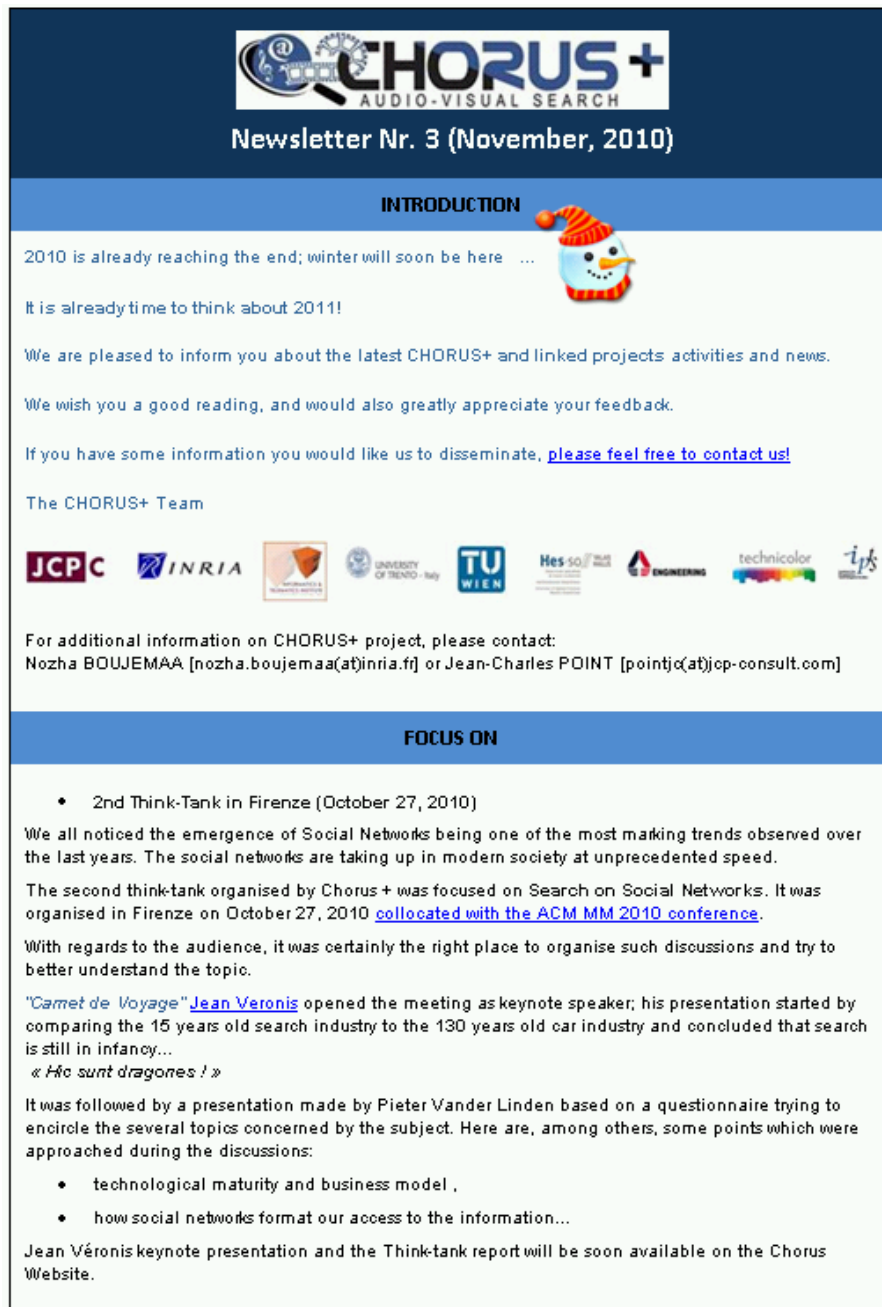 CHORUS+
AUDIO-VISUAL SEARCH
Newsletter Nr. 3 (November, 2010)
INTRODUCTION
2010 is already reaching the end; winter will soon be here ...
It is already time to think about 2011!
We are pleased to inform you about the latest CHORUS+ and linked projects activities and news.
We wish you a good reading, and would also greatly appreciate your feedback.
If you have some information you would like us to disseminate, please feel free to contact us!
The CHORUS+ Team
JCP C
INRIA
INFORMATICS & TELEMATICS INSTITUTE
UNIVERSITY
OF TRENTO - Italy
TU
WIEN
Hes·so
ENGINEERING
technicolor
ipts
For additional information on CHORUS+ project, please contact:
Nozha BOUJEMAA [nozha.boujemaa(at)inria.fr] or Jean-Charles POINT [pointjc(at)jcp-consult.com]
FOCUS ON
• 2nd Think-Tank in Firenze (October 27, 2010)
We all noticed the emergence of Social Networks being one of the most marking trends observed over
the last years. The social networks are taking up in modern society at unprecedented speed.
The second think-tank organised by Chorus + was focused on Search on Social Networks. It was
organised in Firenze on October 27, 2010 collocated with the ACM MM 2010 conference.
With regards to the audience, it was certainly the right place to organise such discussions and try to
better understand the topic.
"Carnet de Voyage" Jean Veronis opened the meeting as keynote speaker; his presentation started by
comparing the 15 years old search industry to the 130 years old car industry and concluded that search
is still in infancy...
« Hic sunt dragones ! »
It was followed by a presentation made by Pieter Vander Linden based on a questionnaire trying to
encircle the several topics concerned by the subject. Here are, among others, some points which were
approached during the discussions:
• technological maturity and business model ,
• how social networks format our access to the information...
Jean Véronis keynote presentation and the Think-tank report will be soon available on the Chorus
Website.